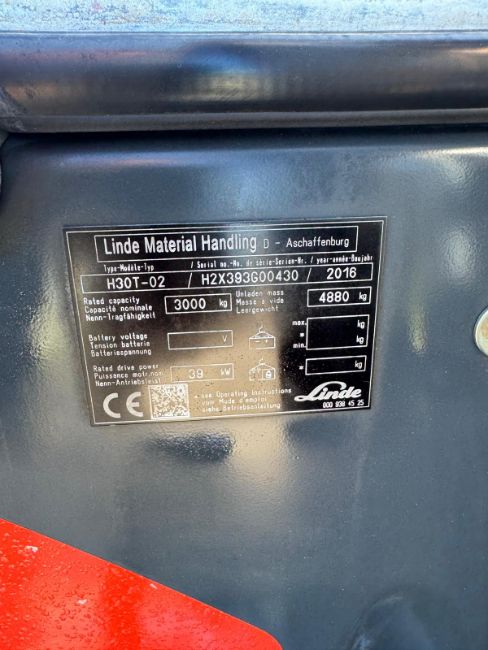 Linde Material Handling D - Aschaffenburg
Type-Modèle-Typ / Serial no.-No. de série-Serien-Nr. / year-année-Baujahr
H30T-02 / H2X393G00430 / 2016
Rated capacity
Capacité nominale
Nenn-Tragfähigkeit
3000 kg
Unladen mass
Masse à vide
Leergewicht
4880 kg
Battery voltage
Tension batterie
Batteriespannung
V
max.
*
min.
kg
kg
Rated drive power
Puissance motr.nom.
Nenn-Antriebsleist.
39 kW
* kg
CE
* see Operating Instructions
* voir Mode d'emploi
* siehe Betriebsanleitung
Linde
000 938 45 25